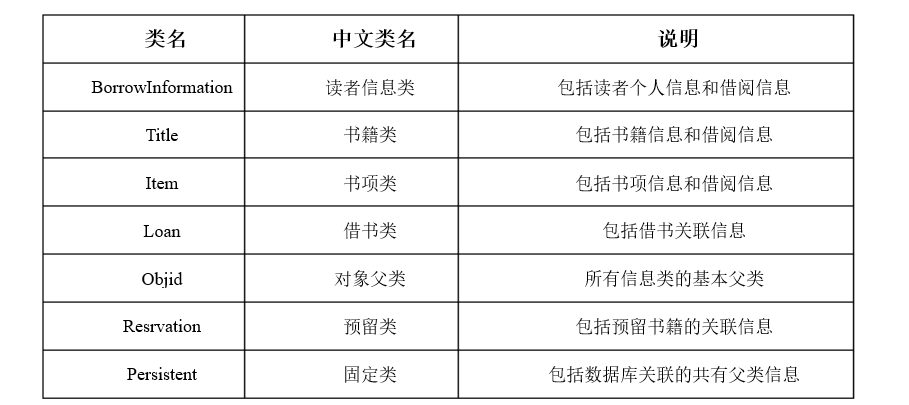 类名 中文类名 说明
BorrowInformation 读者信息类 包括读者个人信息和借阅信息
Title 书籍类 包括书籍信息和借阅信息
Item 书项类 包括书项信息和借阅信息
Loan 借书类 包括借书关联信息
Objid 对象父类 所有信息类的基本父类
Resrvation 预留类 包括预留书籍的关联信息
Persistent 固定类 包括数据库关联的共有父类信息